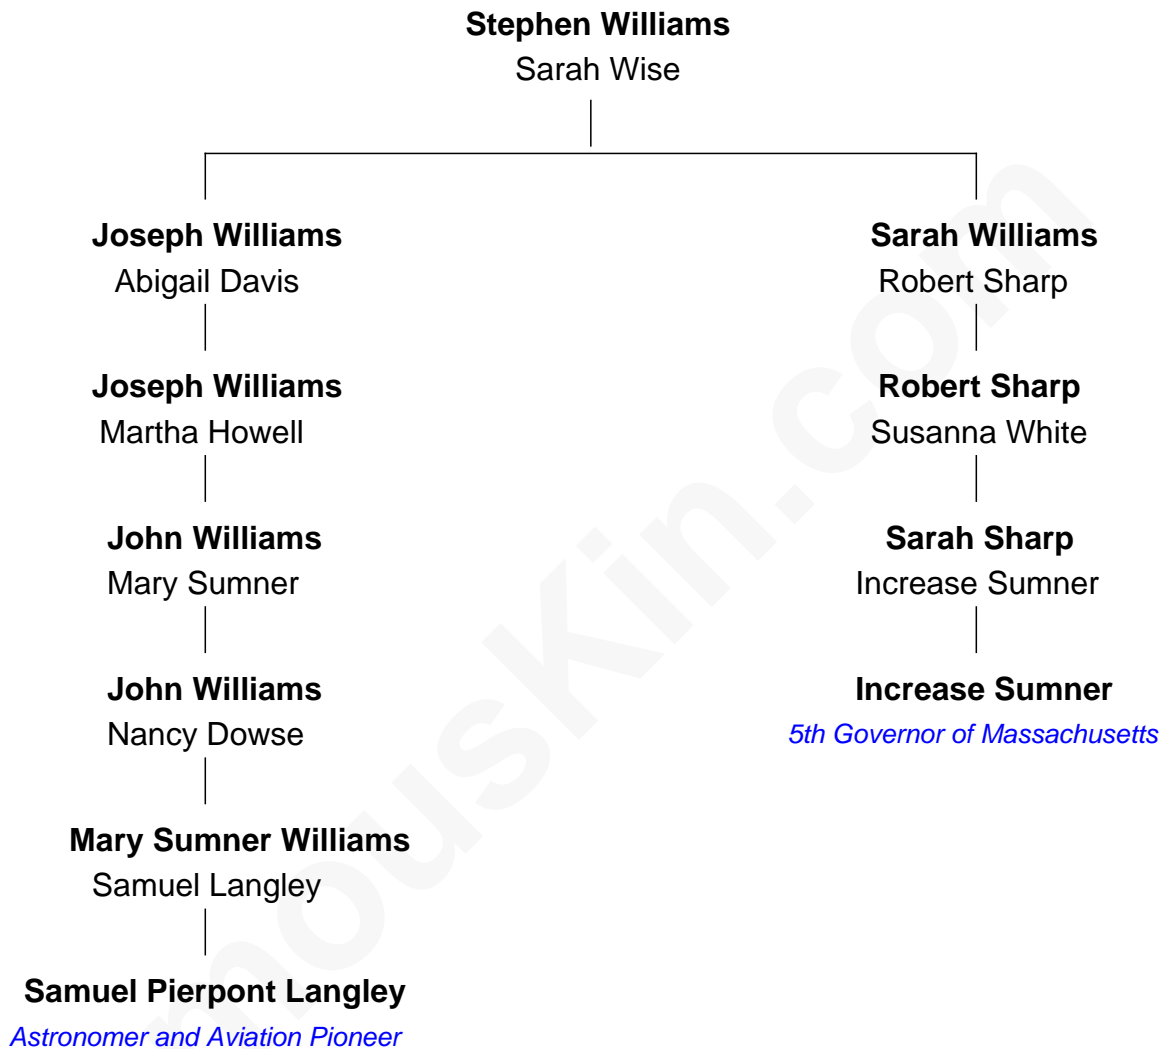 Stephen Williams
Sarah Wise
Joseph Williams
Abigail Davis
Sarah Williams
Robert Sharp
Joseph Williams
Martha Howell
Robert Sharp
Susanna White
John Williams
Mary Sumner
Sarah Sharp
Increase Sumner
John Williams
Nancy Dowse
Increase Sumner
5th Governor of Massachusetts
Mary Sumner Williams
Samuel Langley
Samuel Pierpont Langley
Astronomer and Aviation Pioneer
mousKin.com